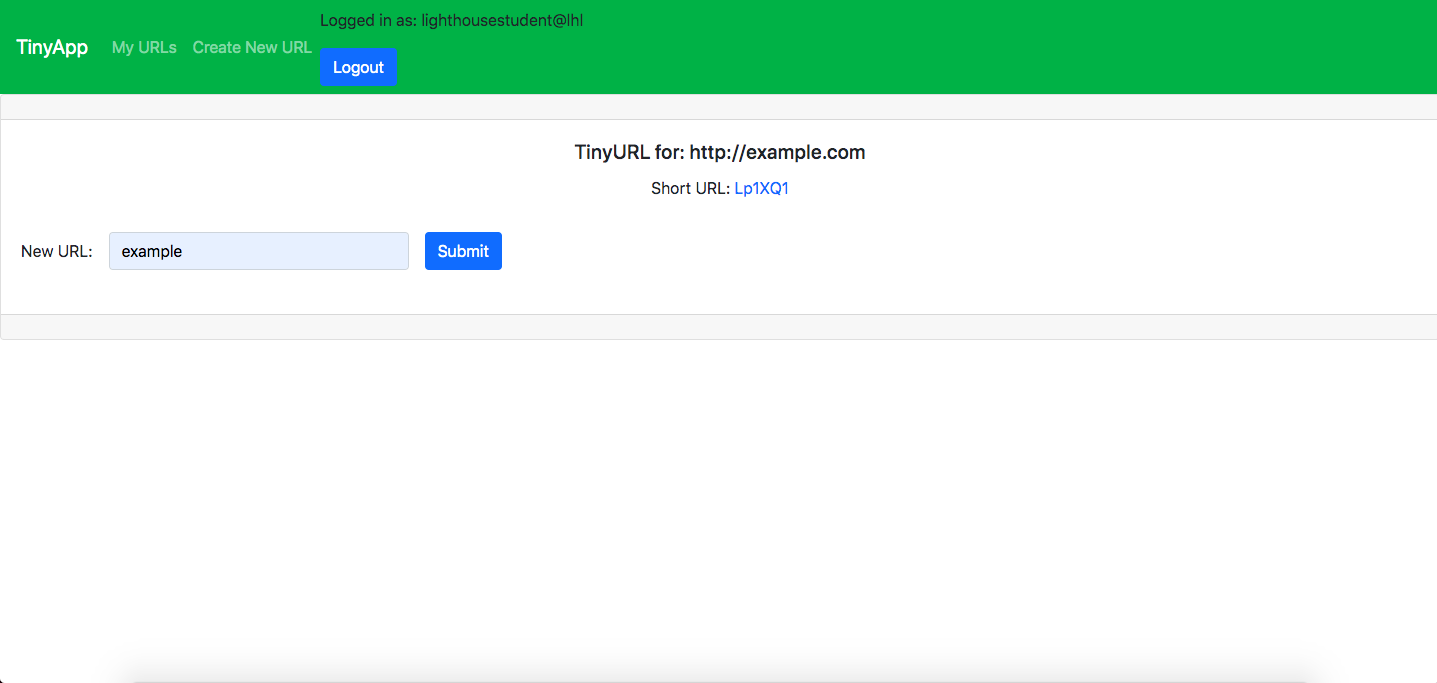 Logged in as: lighthousestudent@lhl
TinyApp My URLs Create New URL
Logout
TinyURL for: http://example.com
Short URL: Lp1XQ1
New URL: example Submit